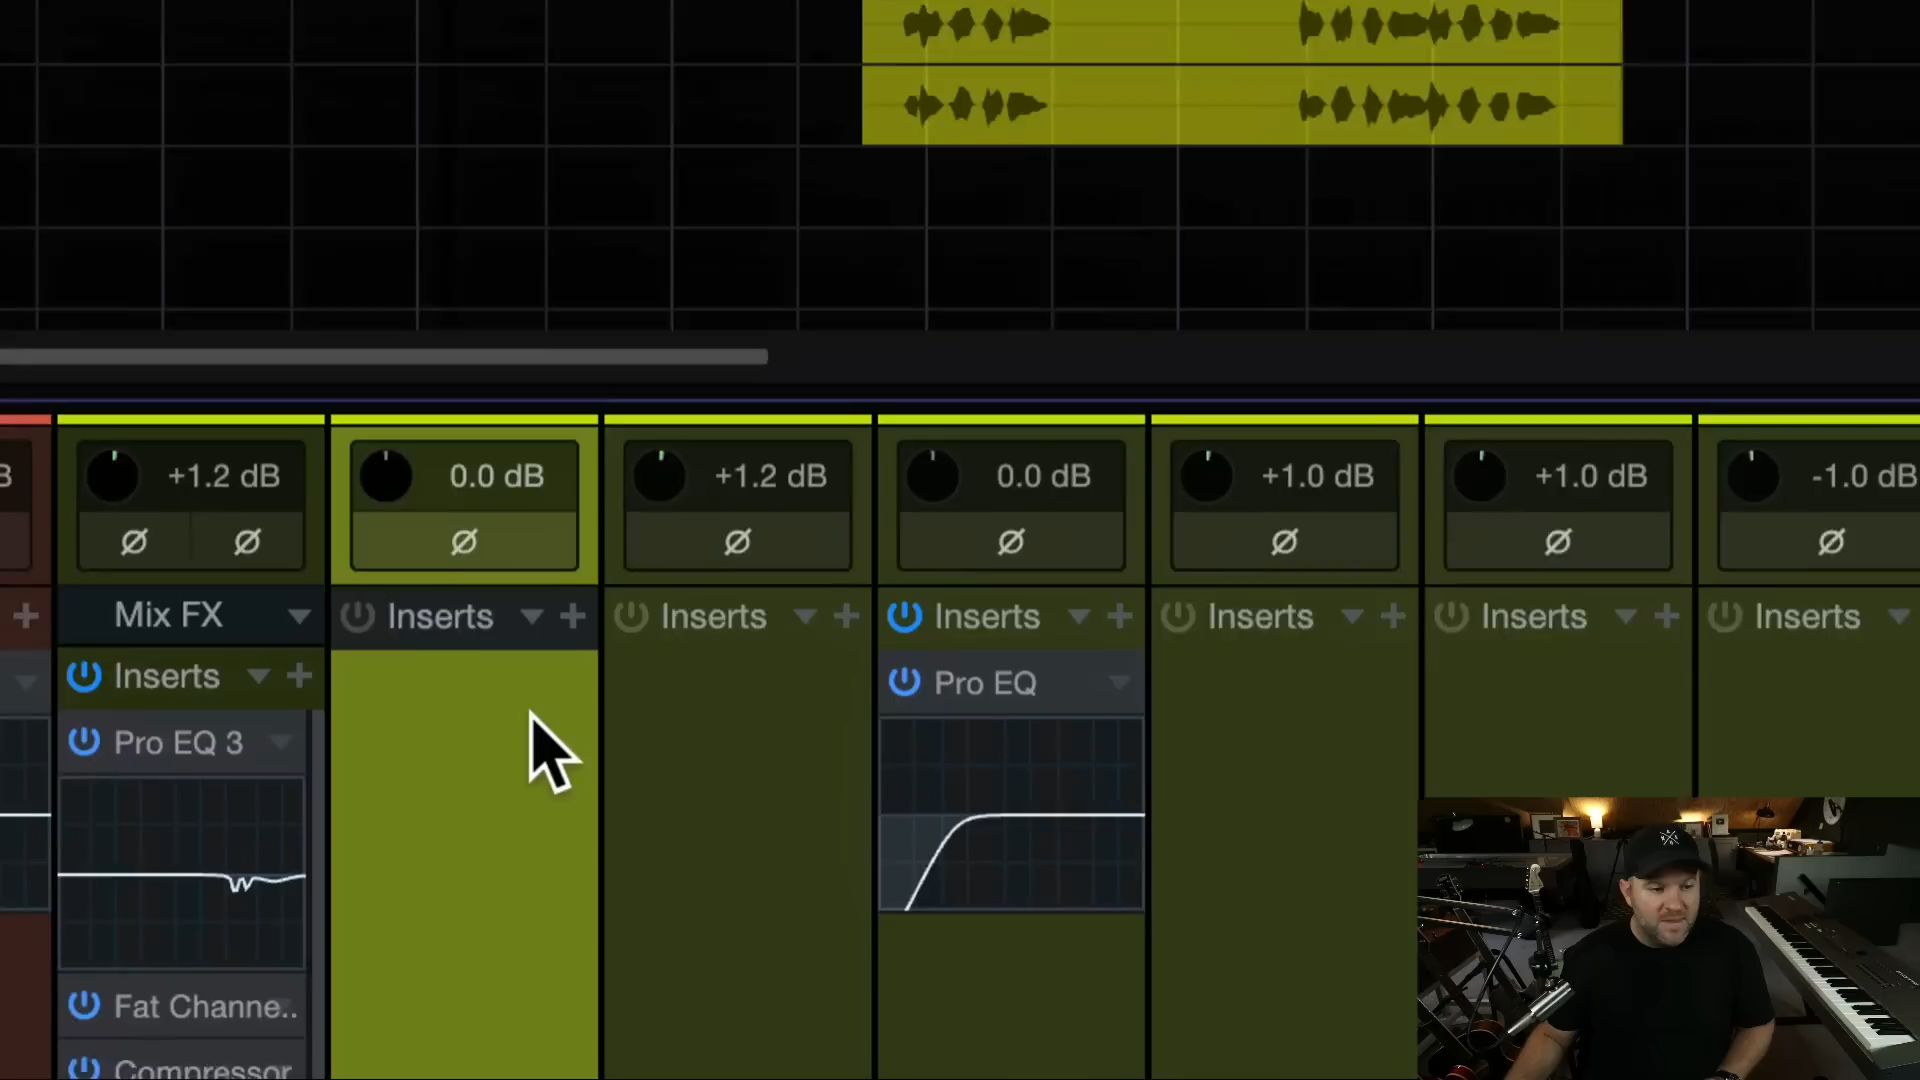 B
+1.2 dB
0.0 dB
+1.2 dB
0.0 dB
+1.0 dB
+1.0 dB
-1.0 dB
Ø Ø
Ø
Ø
Ø
Ø
Ø
Ø
Mix FX
Inserts
Inserts
Inserts
Inserts
Inserts
Inserts
Inserts
Pro EQ
Pro EQ 3
Fat Channe..
Compressor